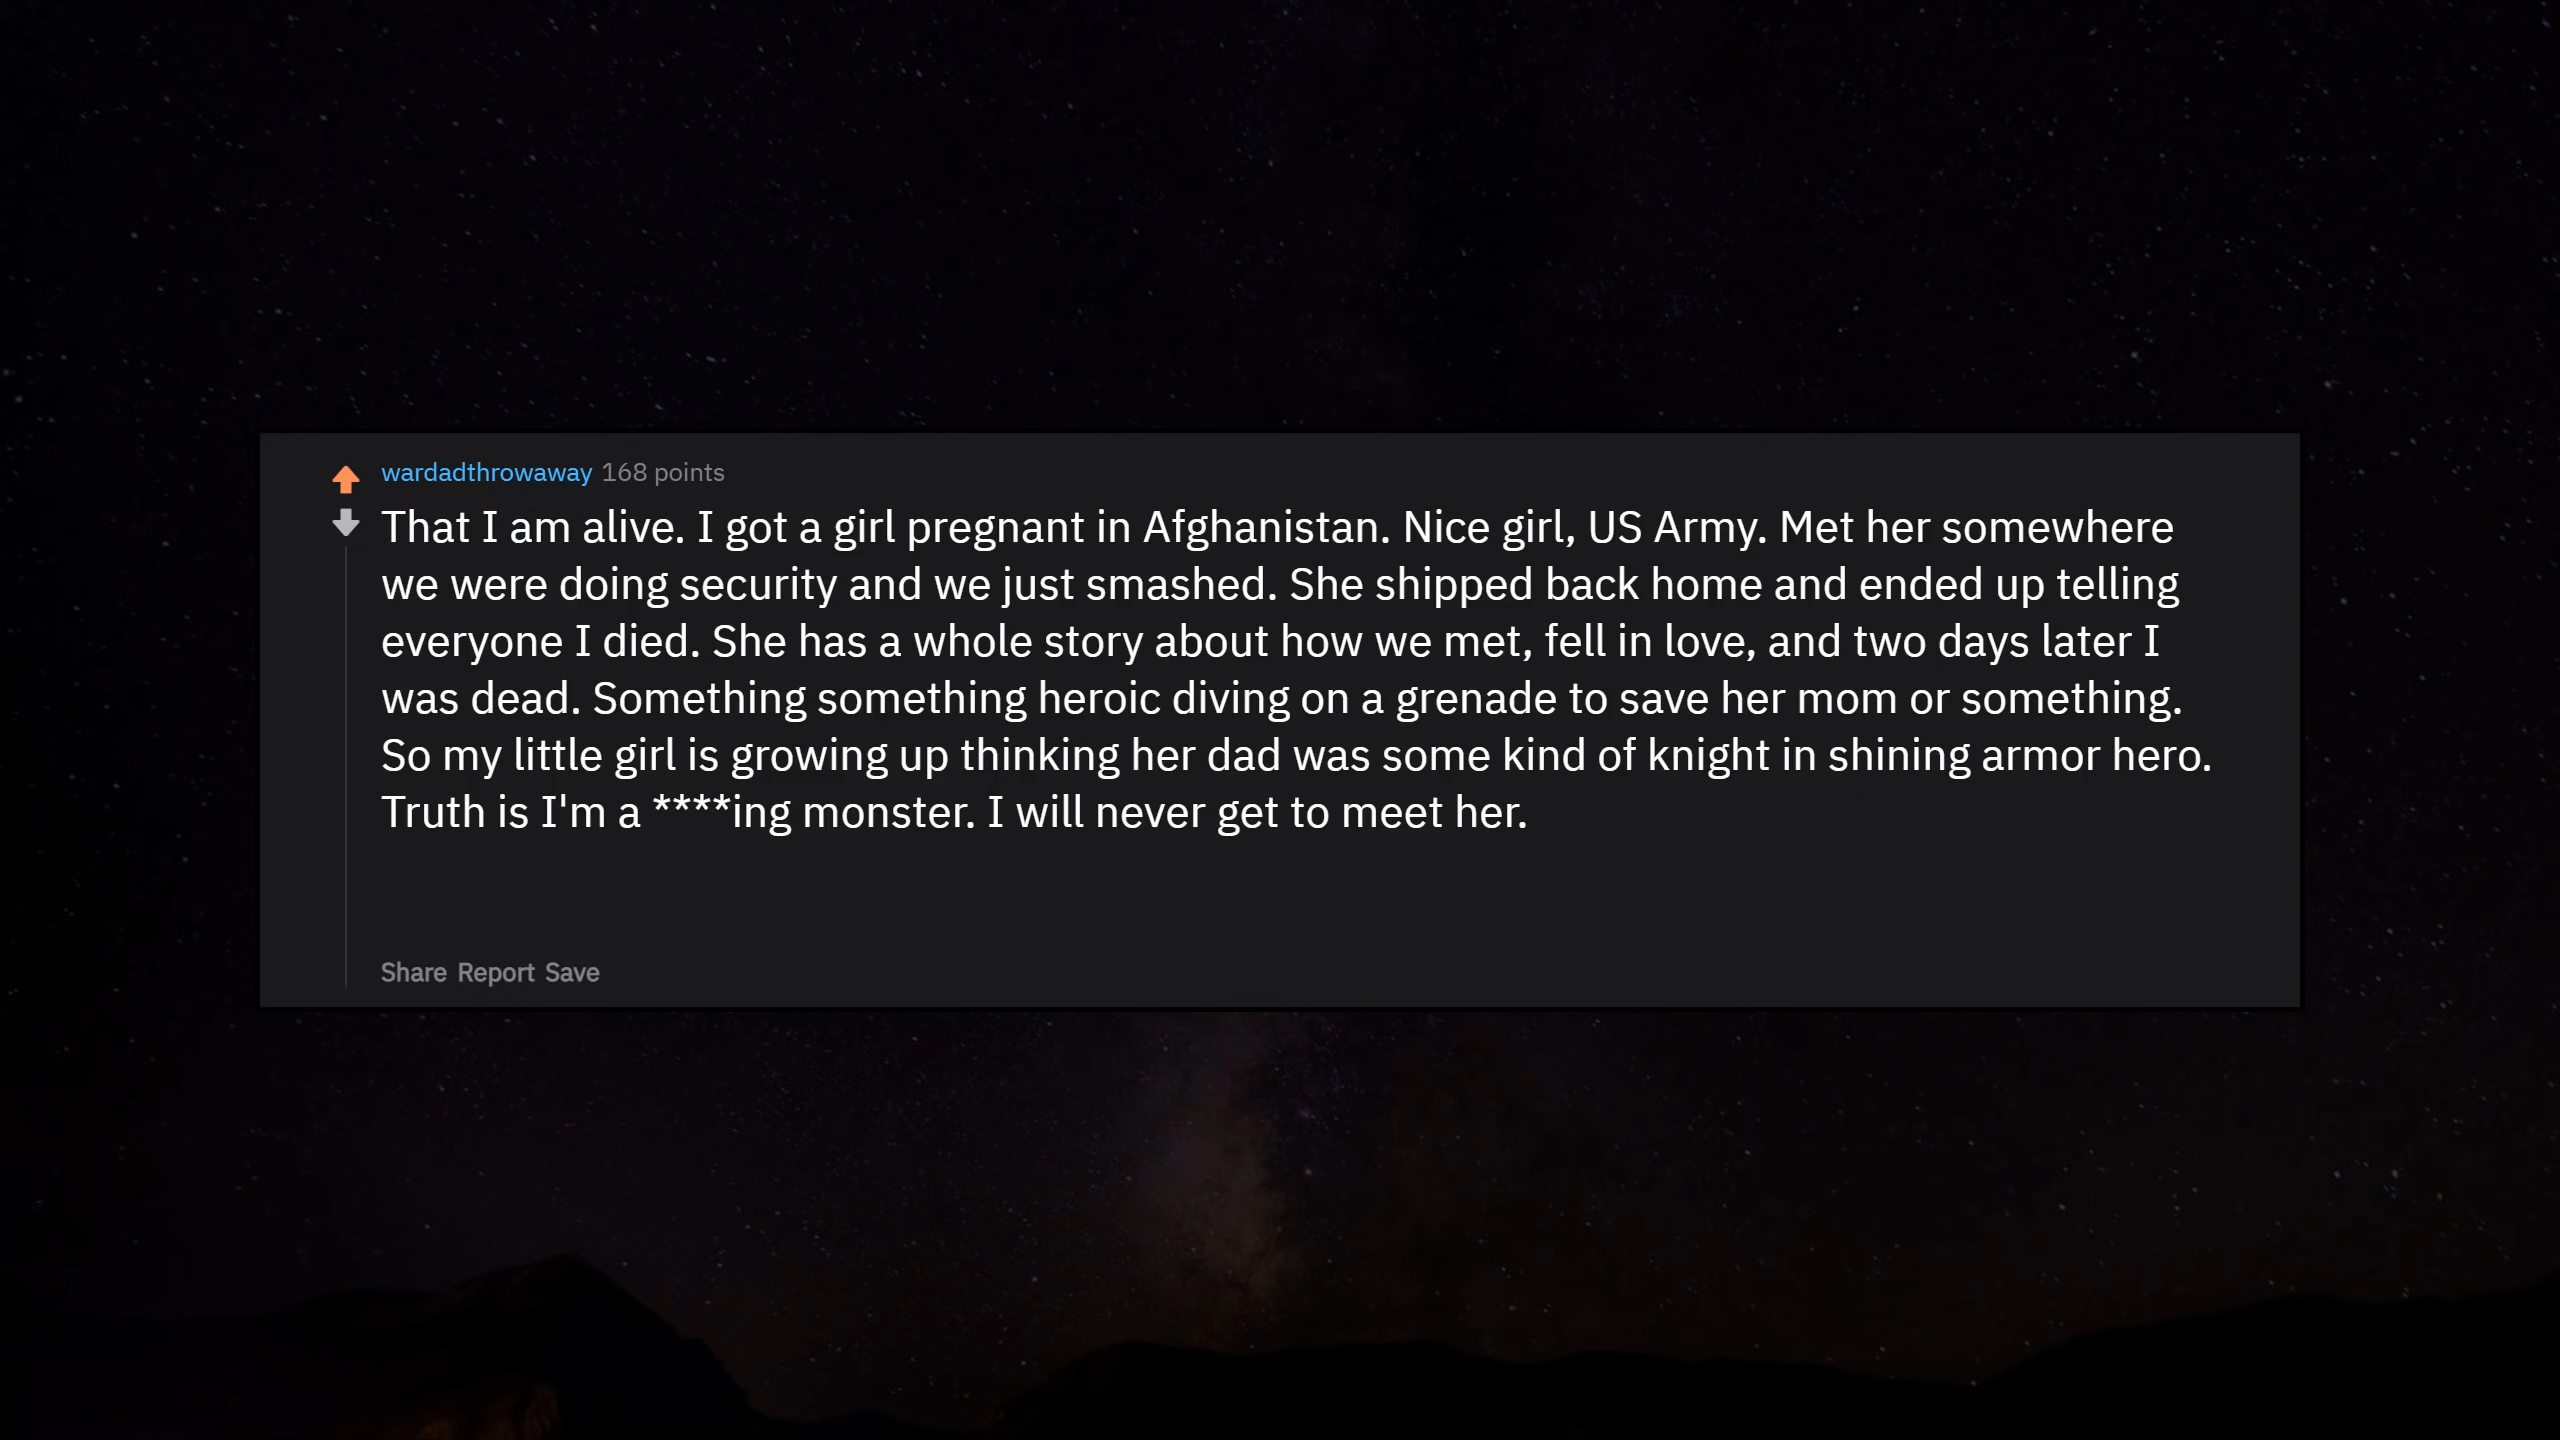 wardadthrowaway 168 points
That I am alive. I got a girl pregnant in Afghanistan. Nice girl, US Army. Met her somewhere
we were doing security and we just smashed. She shipped back home and ended up telling
everyone I died. She has a whole story about how we met, fell in love, and two days later I
was dead. Something something heroic diving on a grenade to save her mom or something.
So my little girl is growing up thinking her dad was some kind of knight in shining armor hero.
Truth is I'm a ****ing monster. I will never get to meet her.
Share Report Save